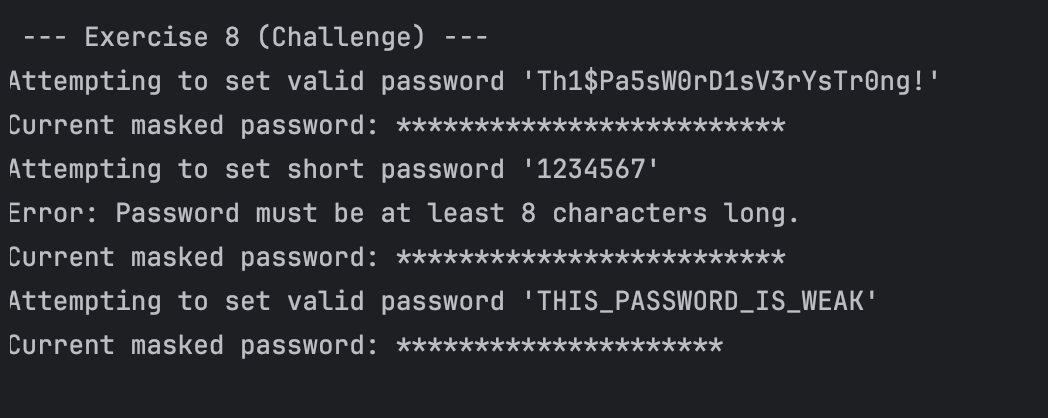 --- Exercise 8 (Challenge) ---
Attempting to set valid password 'Th1$Pa5sW0rD1sV3rYsTr0ng!'
Current masked password: *************************
Attempting to set short password '1234567'
Error: Password must be at least 8 characters long.
Current masked password: *************************
Attempting to set valid password 'THIS_PASSWORD_IS_WEAK'
Current masked password: *********************